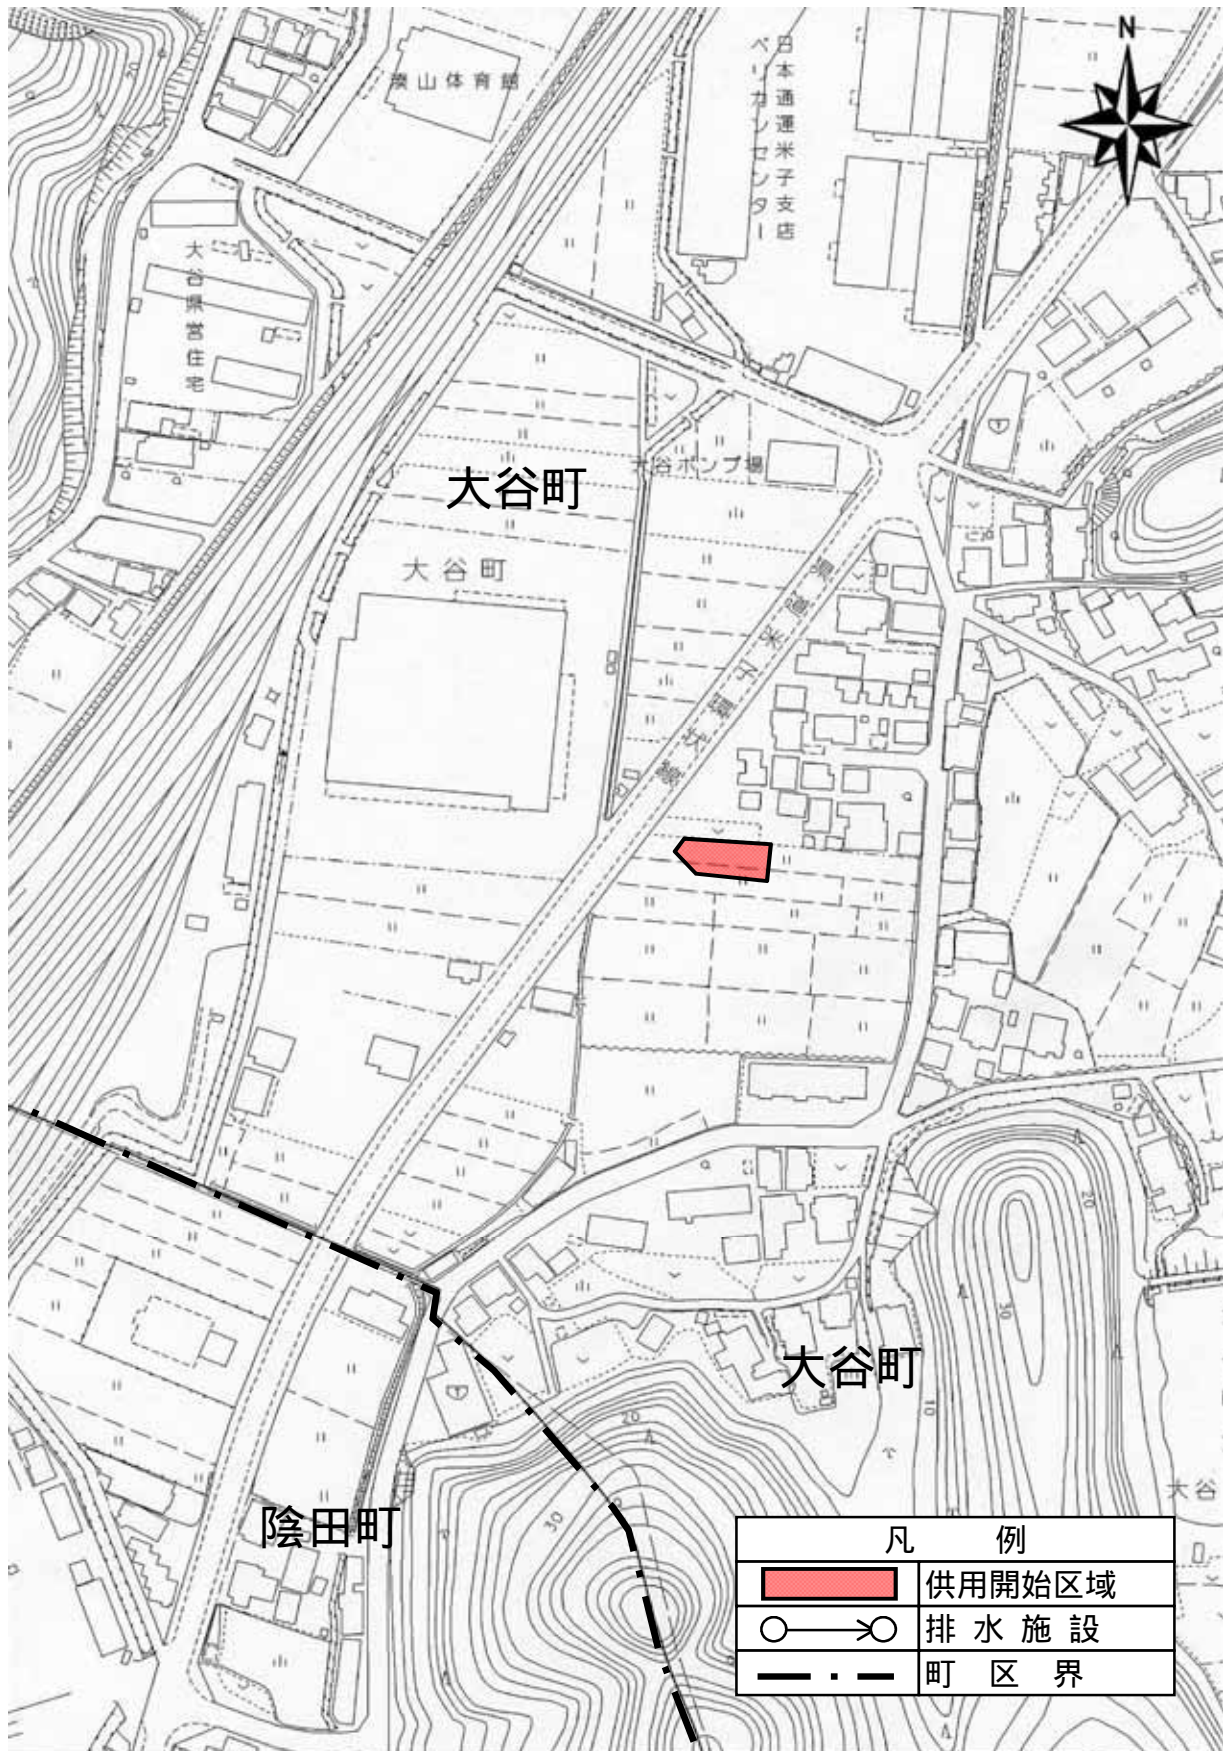 N
湊山体育館
日本通運米子支店
ペリカンセンター
大谷県営住宅
20
大谷ポンプ場
大谷町
大谷町
県道米子環状線
20
30
大谷町
10
20
30
大谷
陰田町
凡例
供用開始区域
排水施設
町区界